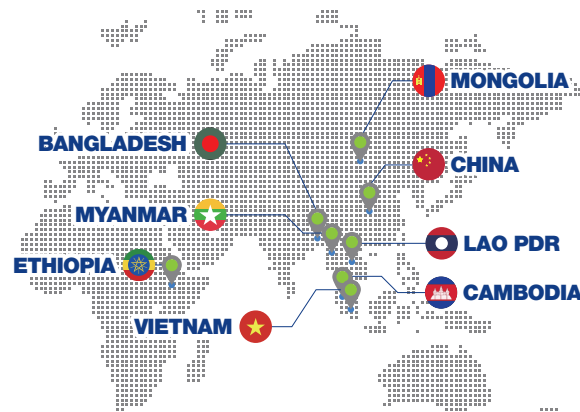 MONGOLIA
BANGLADESH
CHINA
MYANMAR
LAO PDR
ETHIOPIA
CAMBODIA
VIETNAM